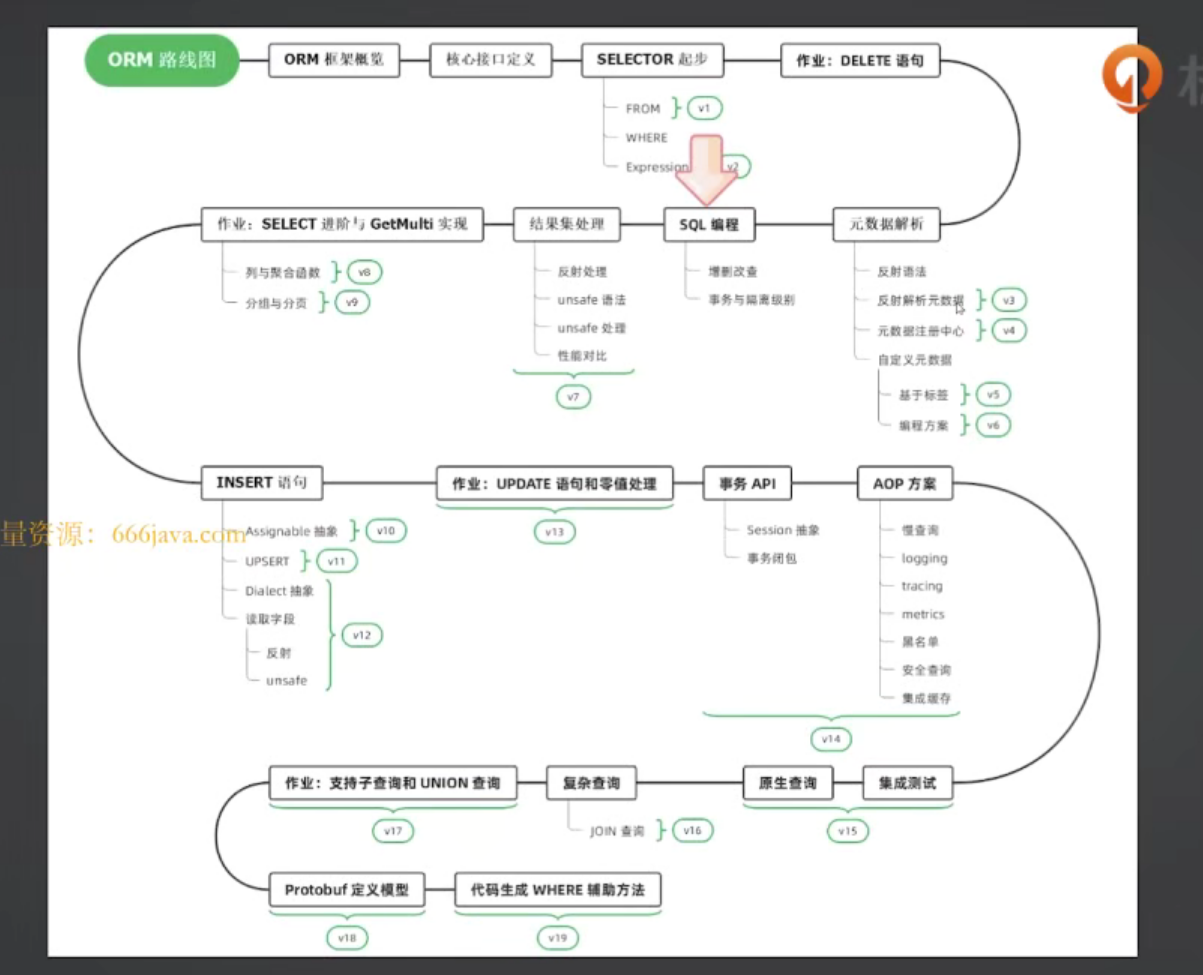 ORM 路线图
ORM 框架概览
核心接口定义
SELECTOR 起步
作业：DELETE 语句
FROM
v1
WHERE
Expression
v2
作业：SELECT 进阶与 GetMulti 实现
结果集处理
SQL 编程
元数据解析
列与聚合函数
v8
分组与分页
v9
反射处理
unsafe 语法
unsafe 处理
性能对比
v7
增删改查
事务与隔离级别
反射语法
反射解析元数据
v3
元数据注册中心
v4
自定义元数据
基于标签
v5
编程方案
v6
INSERT 语句
作业：UPDATE 语句和零值处理
事务 API
AOP 方案
量资源：666java.com
Assignable 抽象
v10
UPSERT
v11
Dialect 抽象
读取字段
反射
unsafe
v12
v13
Session 抽象
事务闭包
慢查询
logging
tracing
metrics
黑名单
安全查询
集成缓存
v14
作业：支持子查询和 UNION 查询
复杂查询
原生查询
集成测试
v17
JOIN 查询
v16
v15
Protobuf 定义模型
代码生成 WHERE 辅助方法
v18
v19